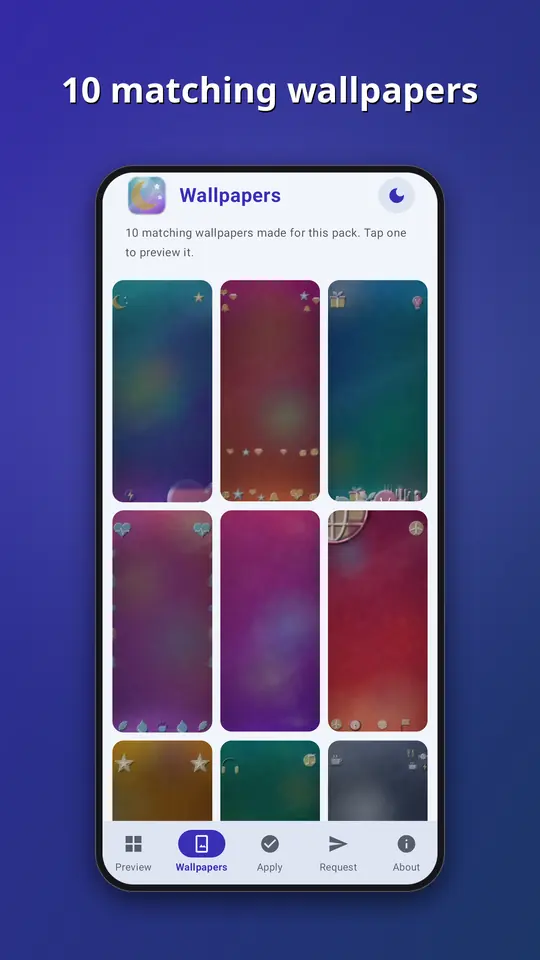 10 matching wallpapers
Wallpapers
10 matching wallpapers made for this pack. Tap one
to preview it.
Preview
Wallpapers
Apply
Request
About